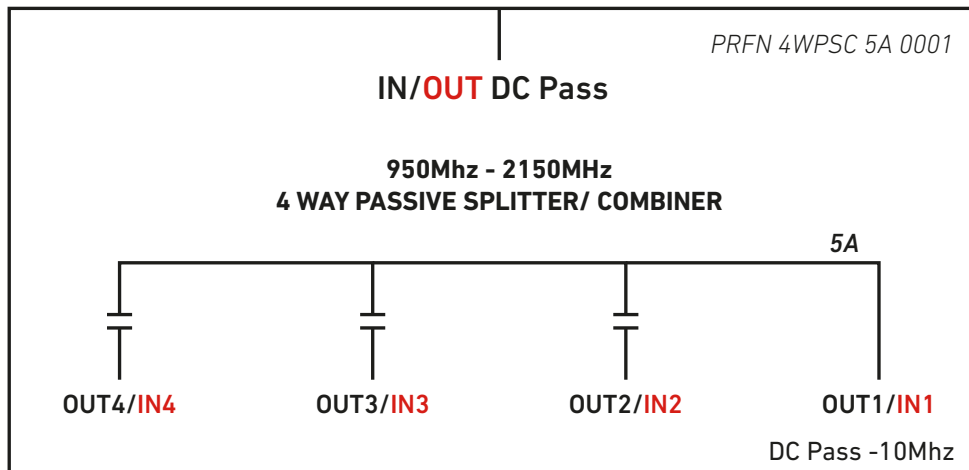 PRFN 4WPSC 5A 0001
IN/OUT DC Pass
950Mhz - 2150MHz
4 WAY PASSIVE SPLITTER/ COMBINER
5A
OUT4/IN4 OUT3/IN3 OUT2/IN2 OUT1/IN1
DC Pass -10Mhz